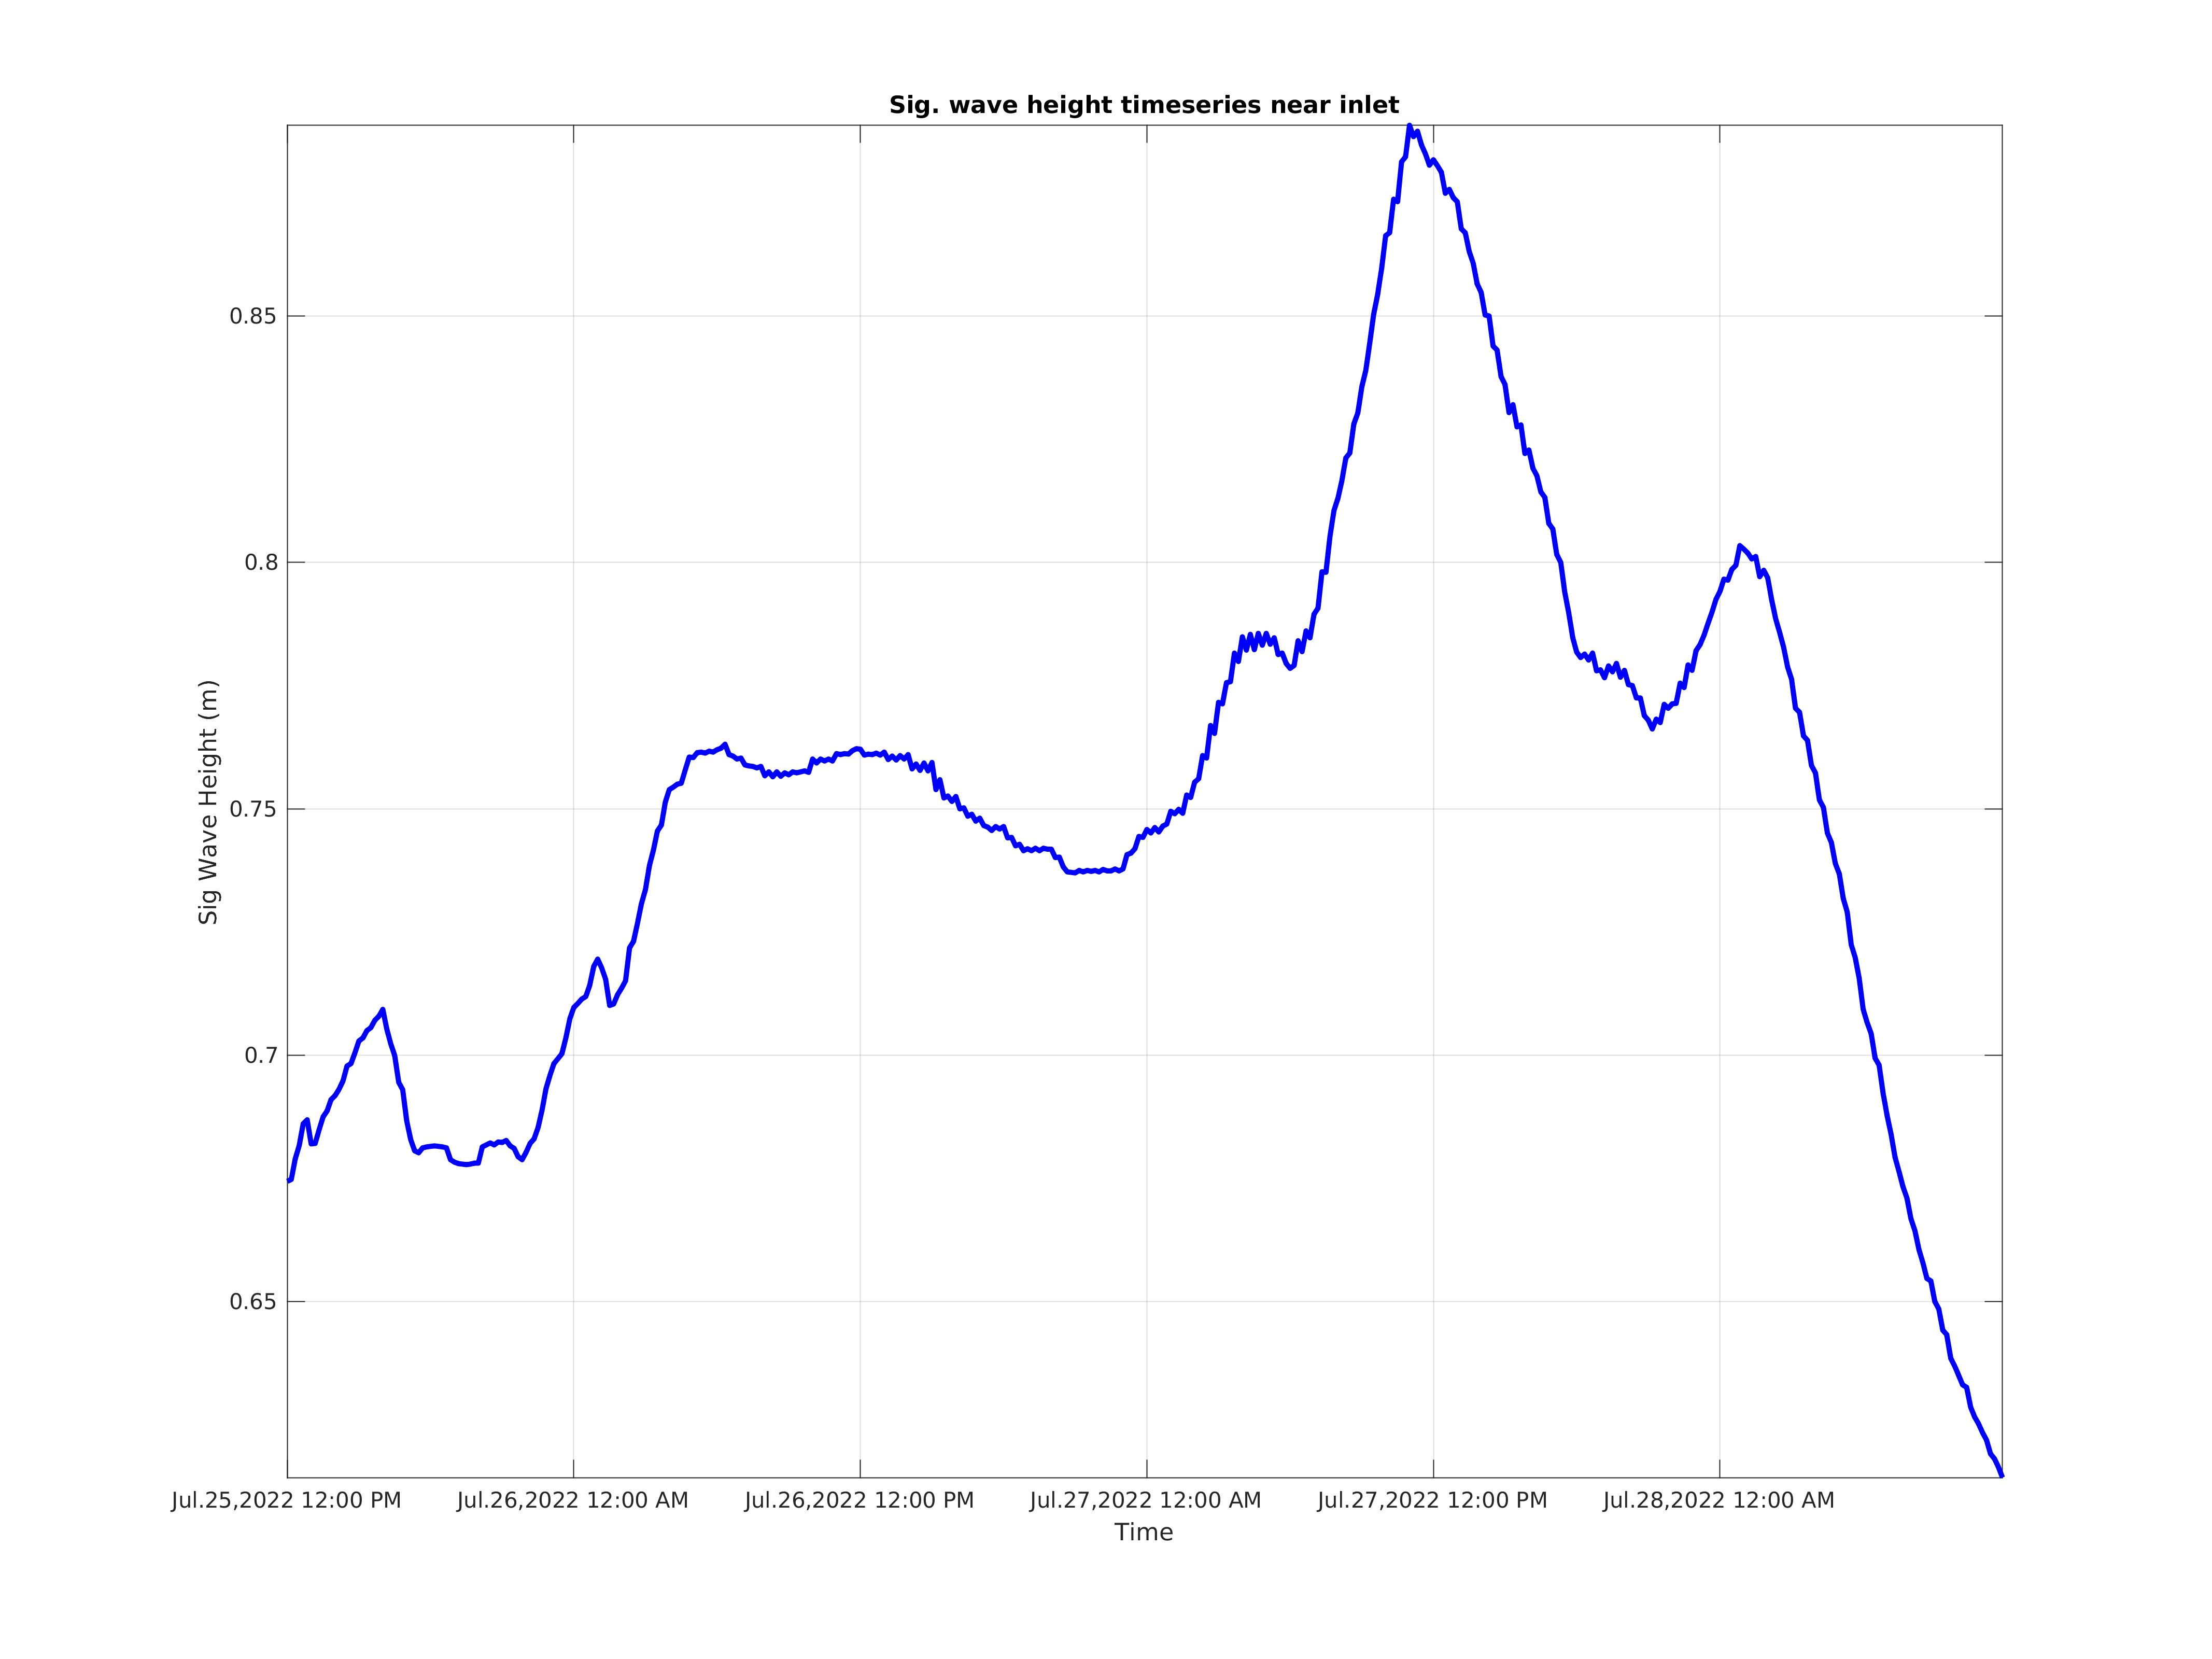 Sig. wave height timeseries near inlet
0.85
0.8
0.75
0.7
0.65
Sig Wave Height (m)
Jul.25,2022 12:00 PM
Jul.26,2022 12:00 AM
Jul.26,2022 12:00 PM
Jul.27,2022 12:00 AM
Jul.27,2022 12:00 PM
Jul.28,2022 12:00 AM
Time